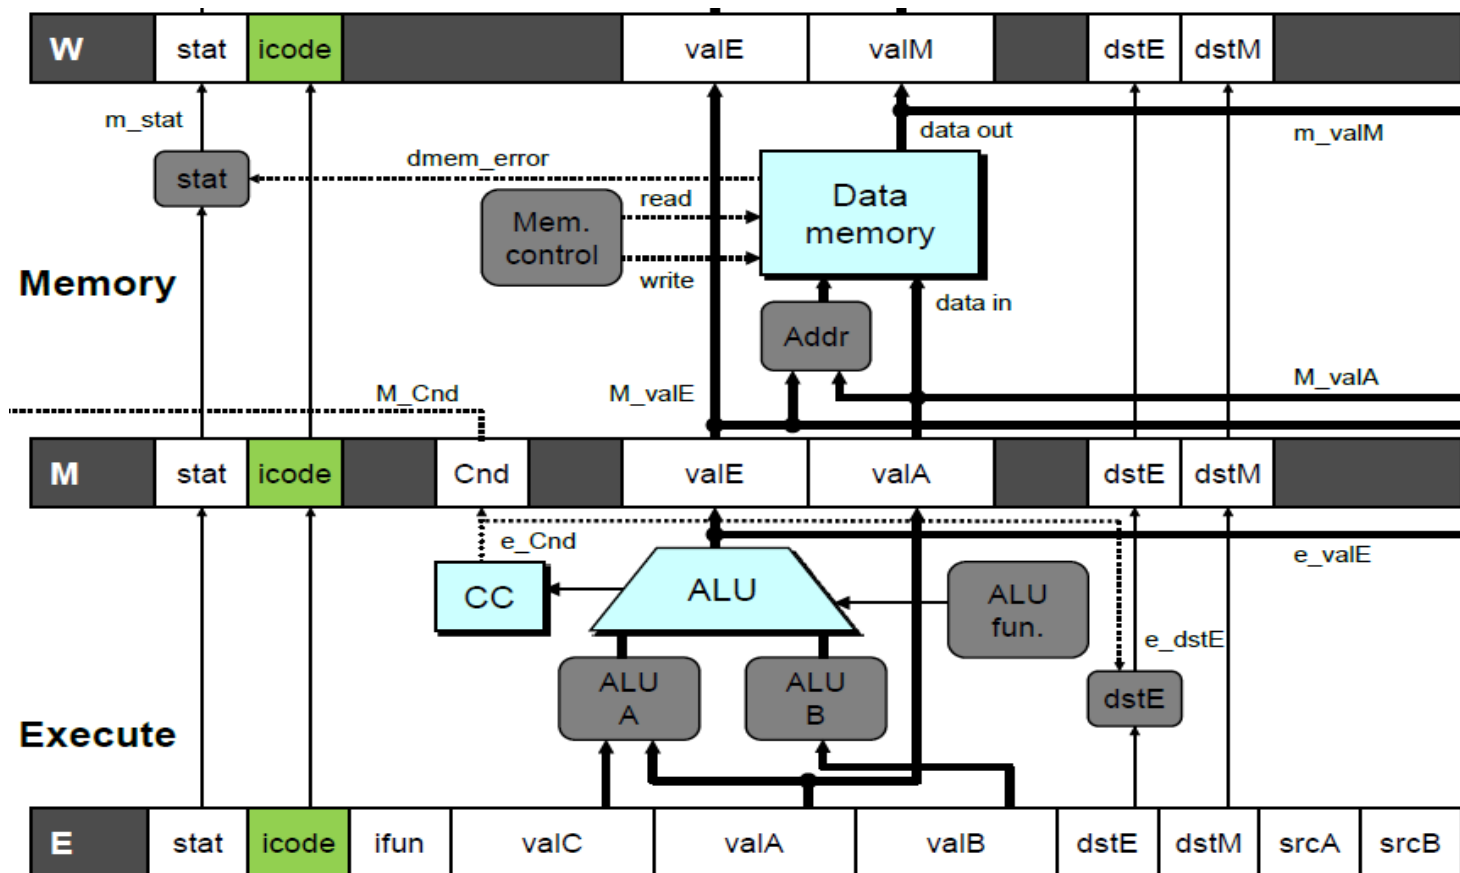 W stat icode valE valM dstE dstM
m_stat
data out
m_valM
dmem_error
stat
read
Mem.
control
write
Data
memory
Memory
data in
Addr
M_Cnd
M_valE
M_valA
M stat icode Cnd valE valA dstE dstM
e_Cnd
e_valE
CC
ALU
ALU
fun.
e_dstE
ALU
A
ALU
B
dstE
Execute
E stat icode ifun valC valA valB dstE dstM srcA srcB